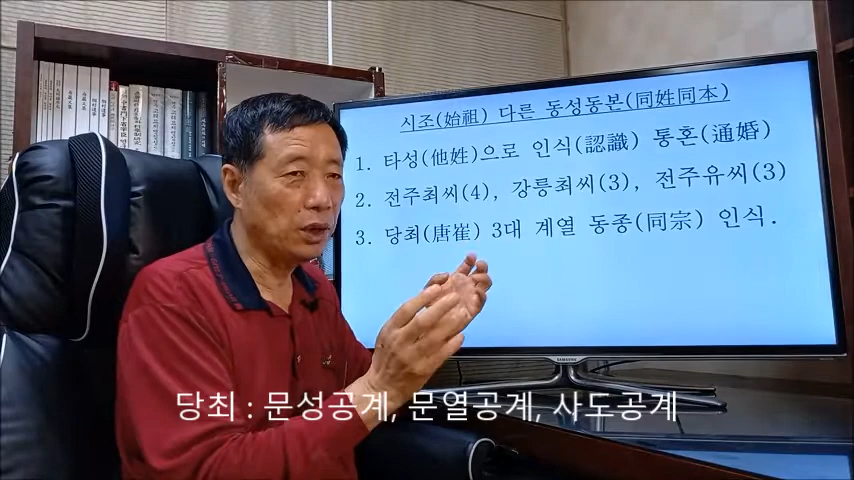 시조(始祖) 다른 동성동본(同姓同本)
1. 타성(他姓)으로 인식(認識) 통혼(通婚)
2. 전주최씨(4), 강릉최씨(3), 전주유씨(3)
3. 당최(唐崔) 3대 계열 동종(同宗) 인식.
SAMSUNG
당최 : 문성공계, 문열공계, 사도공계